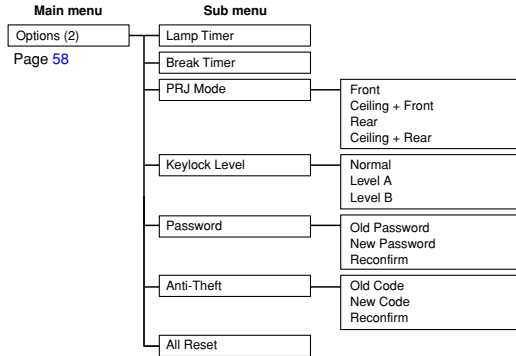 Main menu
Sub menu
Options (2)
Page 58
Lamp Timer
Break Timer
PRJ Mode
Front
Ceiling + Front
Rear
Ceiling + Rear
Keylock Level
Normal
Level A
Level B
Password
Old Password
New Password
Reconfirm
Anti-Theft
Old Code
New Code
Reconfirm
All Reset